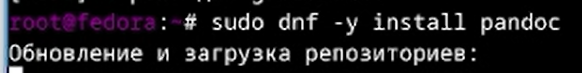 root@fedora:~# sudo dnf -y install pandoc
Обновление и загрузка репозиториев: